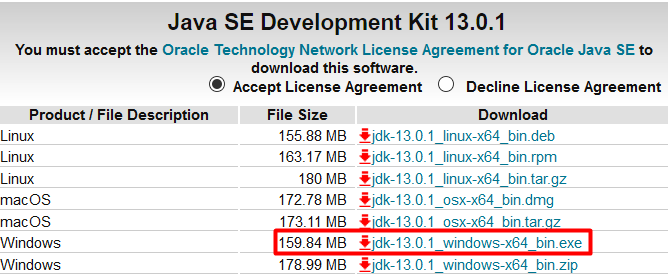 Java SE Development Kit 13.0.1
You must accept the Oracle Technology Network License Agreement for Oracle Java SE to
download this software.
Accept License Agreement Decline License Agreement
Product / File Description File Size Download
Linux 155.88 MB jdk-13.0.1_linux-x64_bin.deb
Linux 163.17 MB jdk-13.0.1_linux-x64_bin.rpm
Linux 180 MB jdk-13.0.1_linux-x64_bin.tar.gz
macOS 172.78 MB jdk-13.0.1_osx-x64_bin.dmg
macOS 173.11 MB jdk-13.0.1_osx-x64_bin.tar.gz
Windows 159.84 MB jdk-13.0.1_windows-x64_bin.exe
Windows 178.99 MB jdk-13.0.1_windows-x64_bin.zip